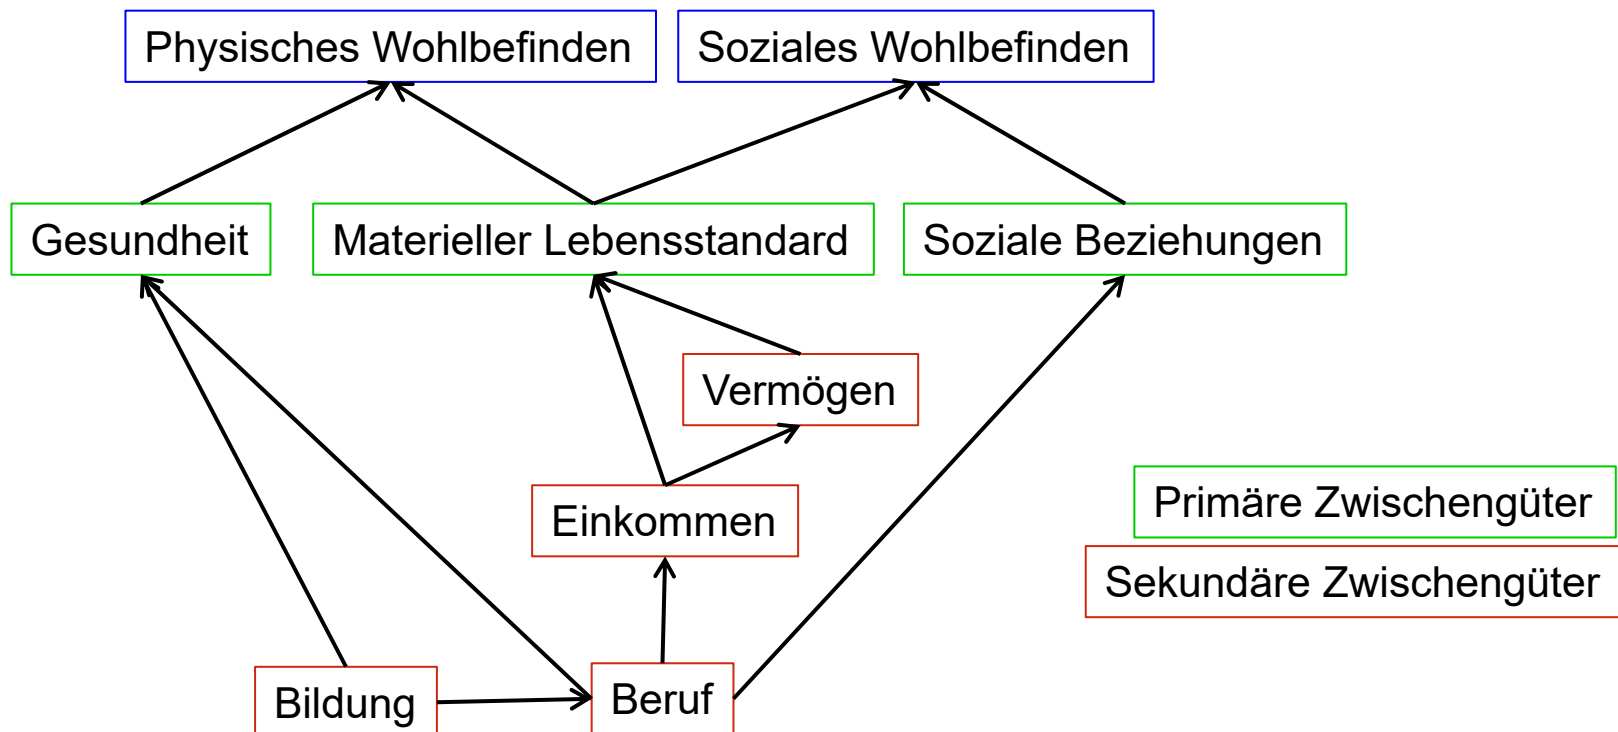 Physisches Wohlbefinden
Soziales Wohlbefinden
Gesundheit
Materieller Lebensstandard
Soziale Beziehungen
Vermögen
Einkommen
Primäre Zwischengüter
Sekundäre Zwischengüter
Bildung
Beruf